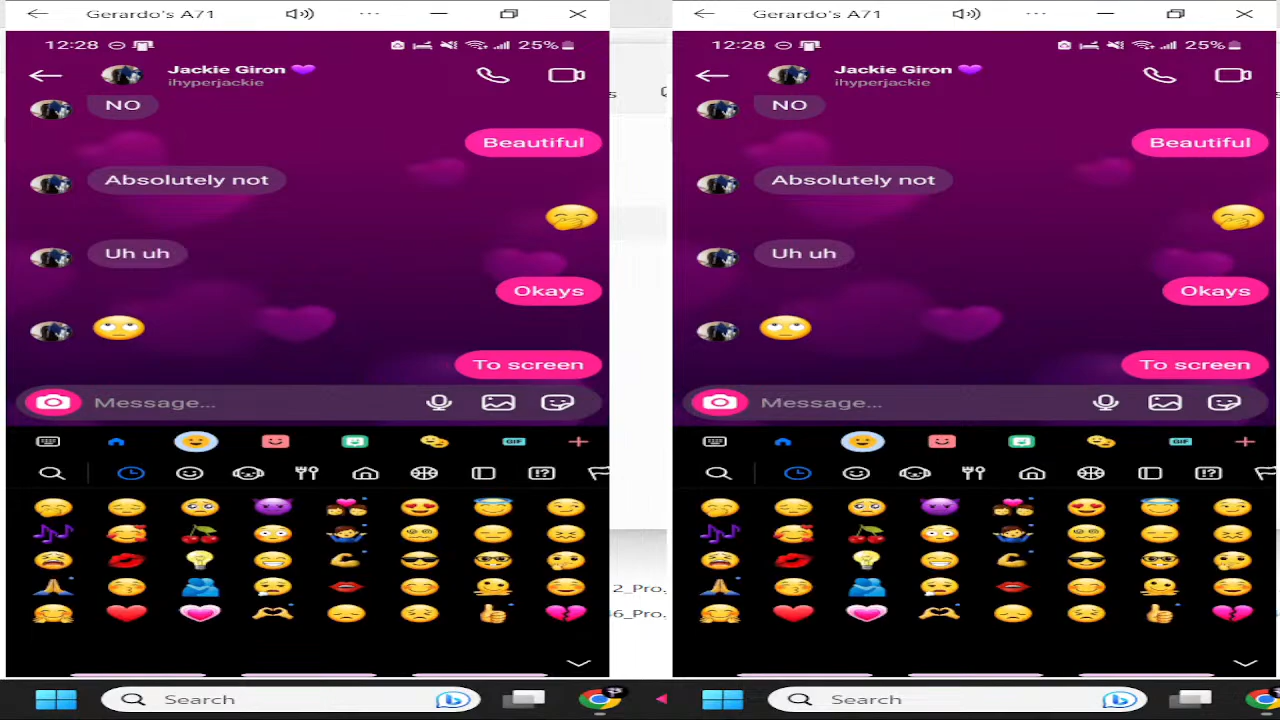 Gerardo's A71
12:28
25%
Jackie Giron
ihyperjackie
NO
Beautiful
Absolutely not
Uh uh
Okays
To screen
Message...
GIF
!?
Search
Gerardo's A71
12:28
25%
Jackie Giron
ihyperjackie
NO
Beautiful
Absolutely not
Uh uh
Okays
To screen
Message...
GIF
!?
Search
2_Pro.
6_Pro.